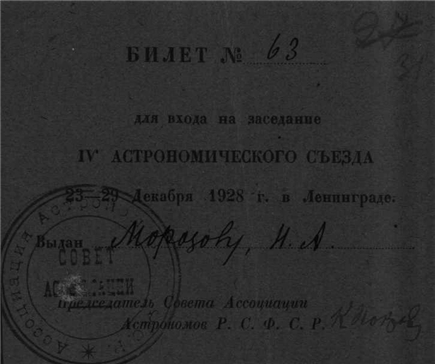 БИЛЕТ № 63
для входа на заседание
IV АСТРОНОМИЧЕСКОГО СЪЕЗДА
23-29 Декабря 1928 г. в Ленинграде.
Выдан Морозову, Н. А.
СОВЕТ
АССОЦИАЦИИ
Председатель Совета Ассоциации
Астрономов Р. С. Ф. С. Р.